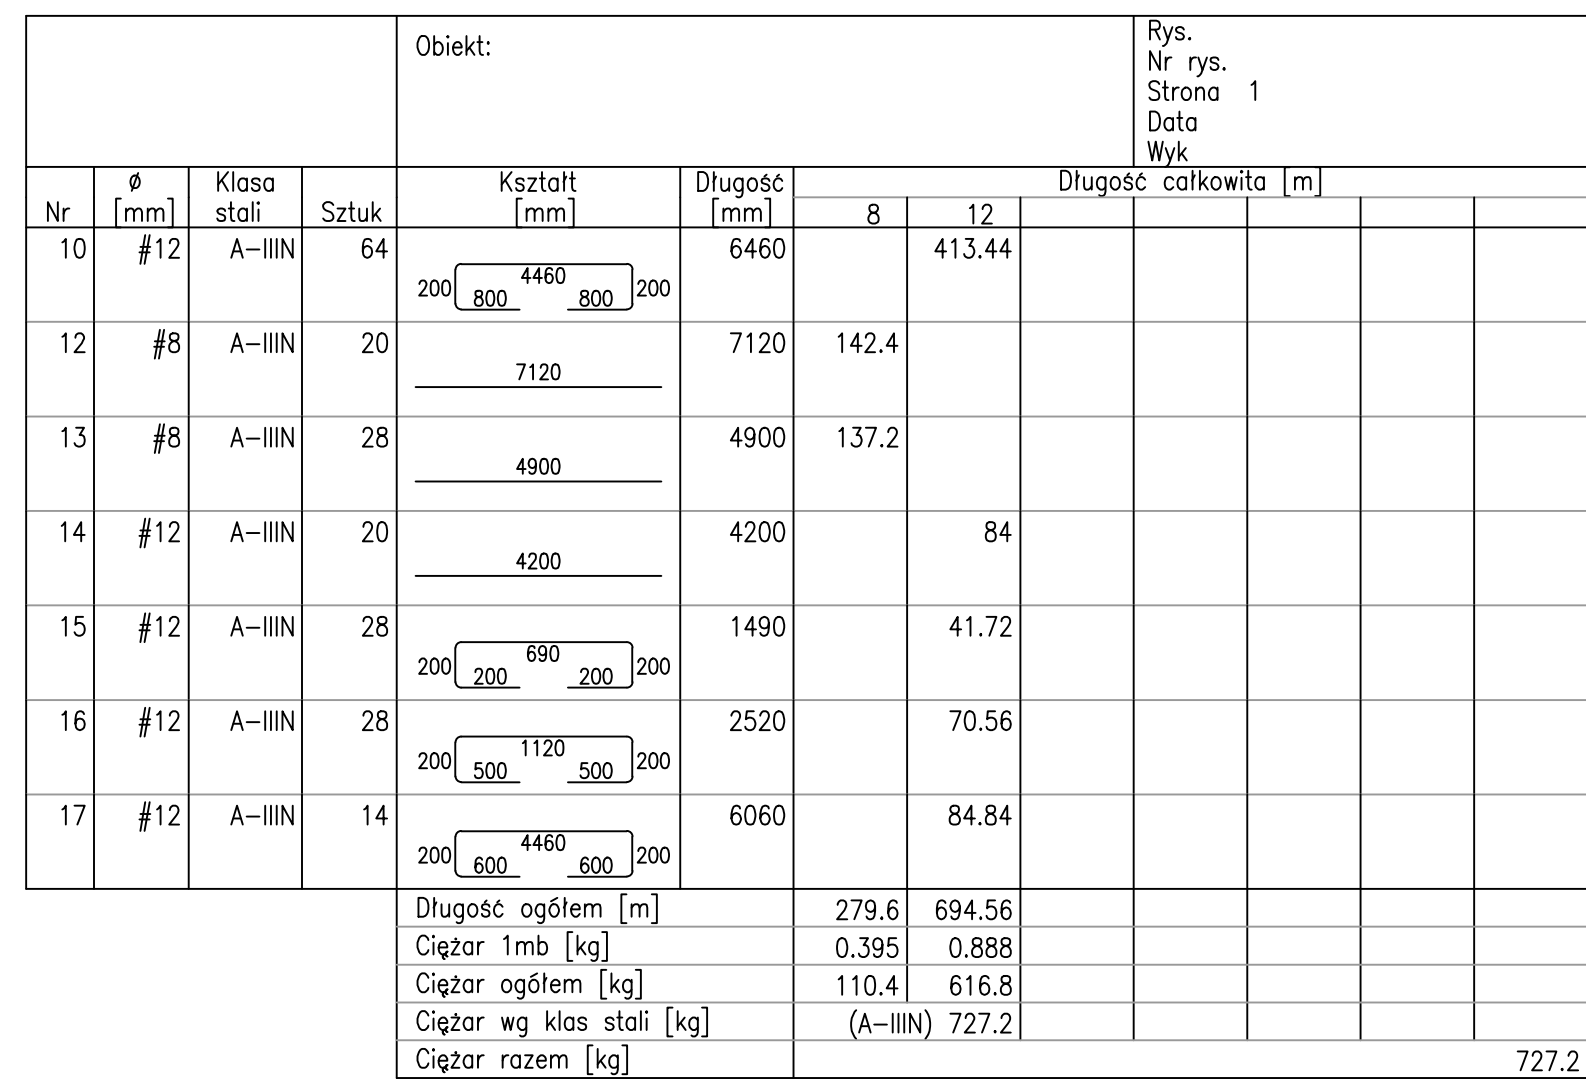 Obiekt:
Rys.
Nr rys.
Strona 1
Data
Wyk
Nr ø [mm] Klasa stali Sztuk Kształt [mm] Długość [mm] Długość całkowita [m]
8 12
10 #12 A-IIIN 64 6460 413.44
4460
200 800 800 200
12 #8 A-IIIN 20 7120 142.4
7120
13 #8 A-IIIN 28 4900 137.2
4900
14 #12 A-IIIN 20 4200 84
4200
15 #12 A-IIIN 28 1490 41.72
690
200 200 200 200
16 #12 A-IIIN 28 2520 70.56
1120
200 500 500 200
17 #12 A-IIIN 14 6060 84.84
4460
200 600 600 200
Długość ogółem [m] 279.6 694.56
Ciężar 1mb [kg] 0.395 0.888
Ciężar ogółem [kg] 110.4 616.8
Ciężar wg klas stali [kg] (A-IIIN) 727.2
Ciężar razem [kg] 727.2